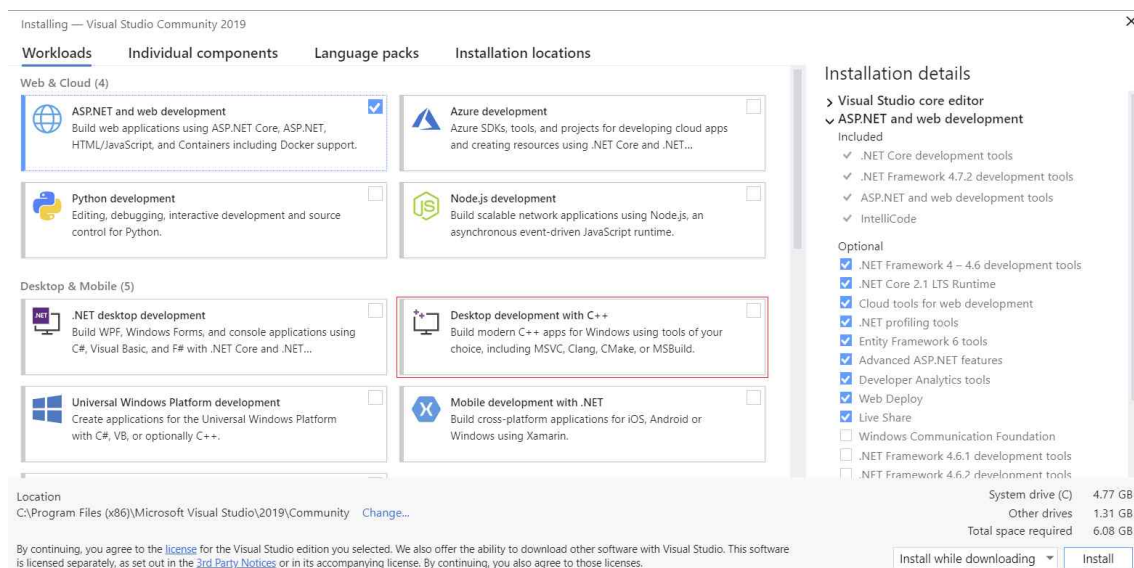 Installing — Visual Studio Community 2019
Workloads
Individual components
Language packs
Installation locations
Web & Cloud (4)
ASP.NET and web development
Build web applications using ASP.NET Core, ASP.NET,
HTML/JavaScript, and Containers including Docker support.
Azure development
Azure SDKs, tools, and projects for developing cloud apps
and creating resources using .NET Core and .NET...
Python development
Editing, debugging, interactive development and source
control for Python.
JS
Node.js development
Build scalable network applications using Node.js, an
asynchronous event-driven JavaScript runtime.
Desktop & Mobile (5)
.NET
.NET desktop development
Build WPF, Windows Forms, and console applications using
C#, Visual Basic, and F# with .NET Core and .NET...
Desktop development with C++
Build modern C++ apps for Windows using tools of your
choice, including MSVC, Clang, CMake, or MSBuild.
Universal Windows Platform development
Create applications for the Universal Windows Platform
with C#, VB, or optionally C++.
Mobile development with .NET
Build cross-platform applications for iOS, Android or
Windows using Xamarin.
Installation details
Visual Studio core editor
ASP.NET and web development
Included
.NET Core development tools
.NET Framework 4.7.2 development tools
ASP.NET and web development tools
IntelliCode
Optional
.NET Framework 4 – 4.6 development tools
.NET Core 2.1 LTS Runtime
Cloud tools for web development
.NET profiling tools
Entity Framework 6 tools
Advanced ASP.NET features
Developer Analytics tools
Web Deploy
Live Share
Windows Communication Foundation
.NET Framework 4.6.1 development tools
.NET Framework 4.6.2 development tools
Location
C:\Program Files (x86)\Microsoft Visual Studio\2019\Community Change...
System drive (C) 4.77 GB
Other drives 1.31 GB
Total space required 6.08 GB
By continuing, you agree to the license for the Visual Studio edition you selected. We also offer the ability to download other software with Visual Studio. This software
is licensed separately, as set out in the 3rd Party Notices or in its accompanying license. By continuing, you also agree to those licenses.
Install while downloading
Install